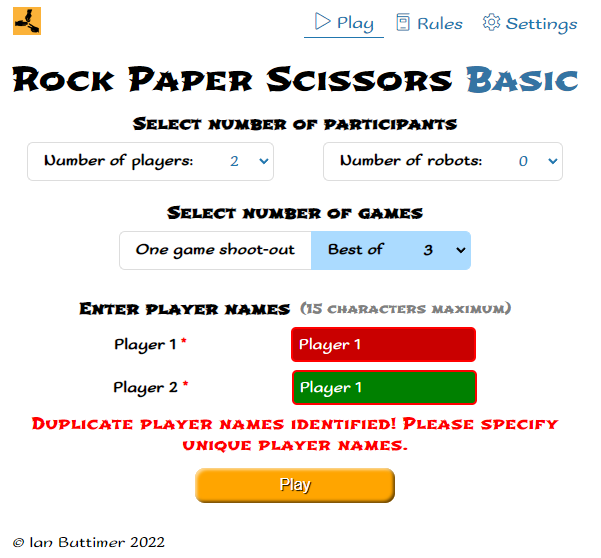 Play Rules Settings
Rock Paper Scissors Basic
Select number of participants
Number of players: 2 Number of robots: 0
Select number of games
One game shoot-out Best of 3
Enter player names (15 characters maximum)
Player 1 * Player 1
Player 2 * Player 1
Duplicate player names identified! Please specify
unique player names.
Play
© Ian Buttimer 2022